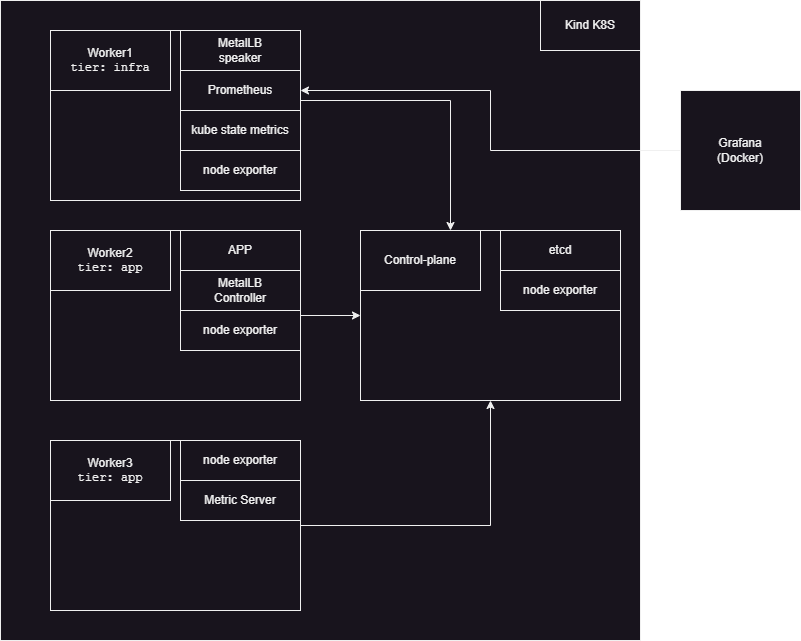 Kind K8S
Worker1
tier: infra
MetalLB
speaker
Prometheus
kube state metrics
node exporter
Grafana
(Docker)
Worker2
tier: app
APP
MetalLB
Controller
node exporter
Control-plane
etcd
node exporter
Worker3
tier: app
node exporter
Metric Server